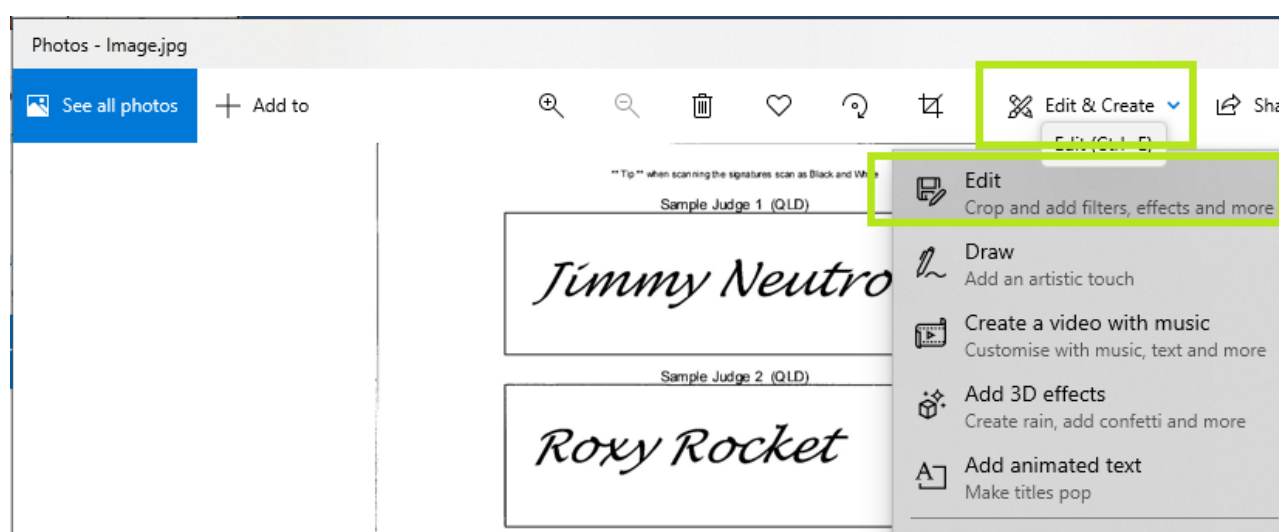 Photos - Image.jpg
See all photos
Add to
Edit & Create
Edit (Ctrl+E)
** Tip ** when scanning the signatures scan as Black and White
Edit
Crop and add filters, effects and more
Sample Judge 1 (QLD)
Jimmy Neutro
Draw
Add an artistic touch
Create a video with music
Customise with music, text and more
Sample Judge 2 (QLD)
Add 3D effects
Create rain, add confetti and more
Roxy Rocket
Add animated text
Make titles pop